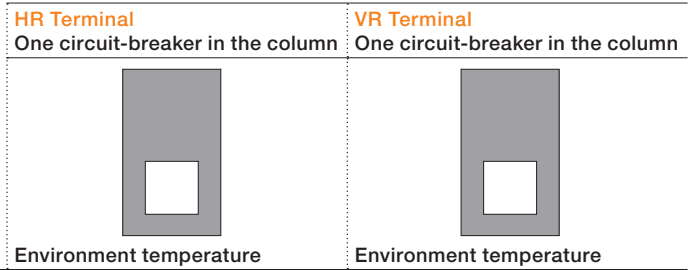 HR Terminal
One circuit-breaker in the column
VR Terminal
One circuit-breaker in the column
Environment temperature
Environment temperature